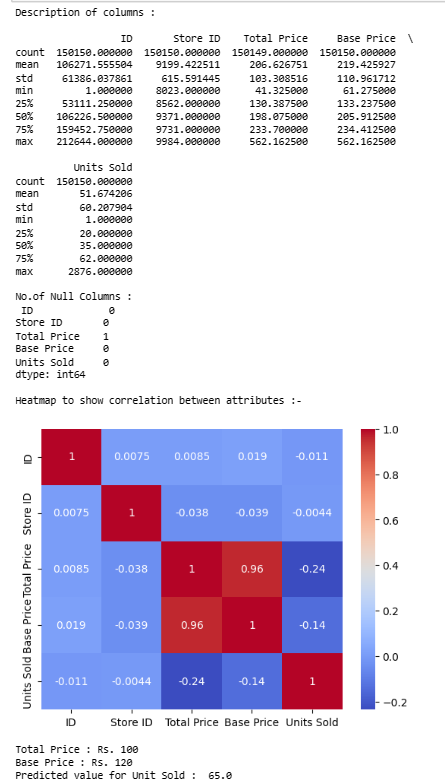 Description of columns :
ID Store ID Total Price Base Price \
count 150150.000000 150150.000000 150149.000000 150150.000000
mean 106271.555504 9199.422511 206.626751 219.425927
std 61386.037861 615.591445 103.308516 110.961712
min 1.000000 8023.000000 41.325000 61.275000
25% 53111.250000 8562.000000 130.387500 133.237500
50% 106226.500000 9371.000000 198.075000 205.912500
75% 159452.750000 9731.000000 233.700000 234.412500
max 212644.000000 9984.000000 562.162500 562.162500
Units Sold
count 150150.000000
mean 51.674206
std 60.207904
min 1.000000
25% 20.000000
50% 35.000000
75% 62.000000
max 2876.000000
No.of Null Columns :
ID 0
Store ID 0
Total Price 1
Base Price 0
Units Sold 0
dtype: int64
Heatmap to show correlation between attributes :-
ID 1 0.0075 0.0085 0.019 -0.011
Store ID 0.0075 1 -0.038 -0.039 -0.0044
Total Price 0.0085 -0.038 1 0.96 -0.24
Base Price 0.019 -0.039 0.96 1 -0.14
Units Sold -0.011 -0.0044 -0.24 -0.14 1
ID Store ID Total Price Base Price Units Sold
1.0
0.8
0.6
0.4
0.2
0.0
−0.2
Total Price : Rs. 100
Base Price : Rs. 120
Predicted value for Unit Sold : 65.0